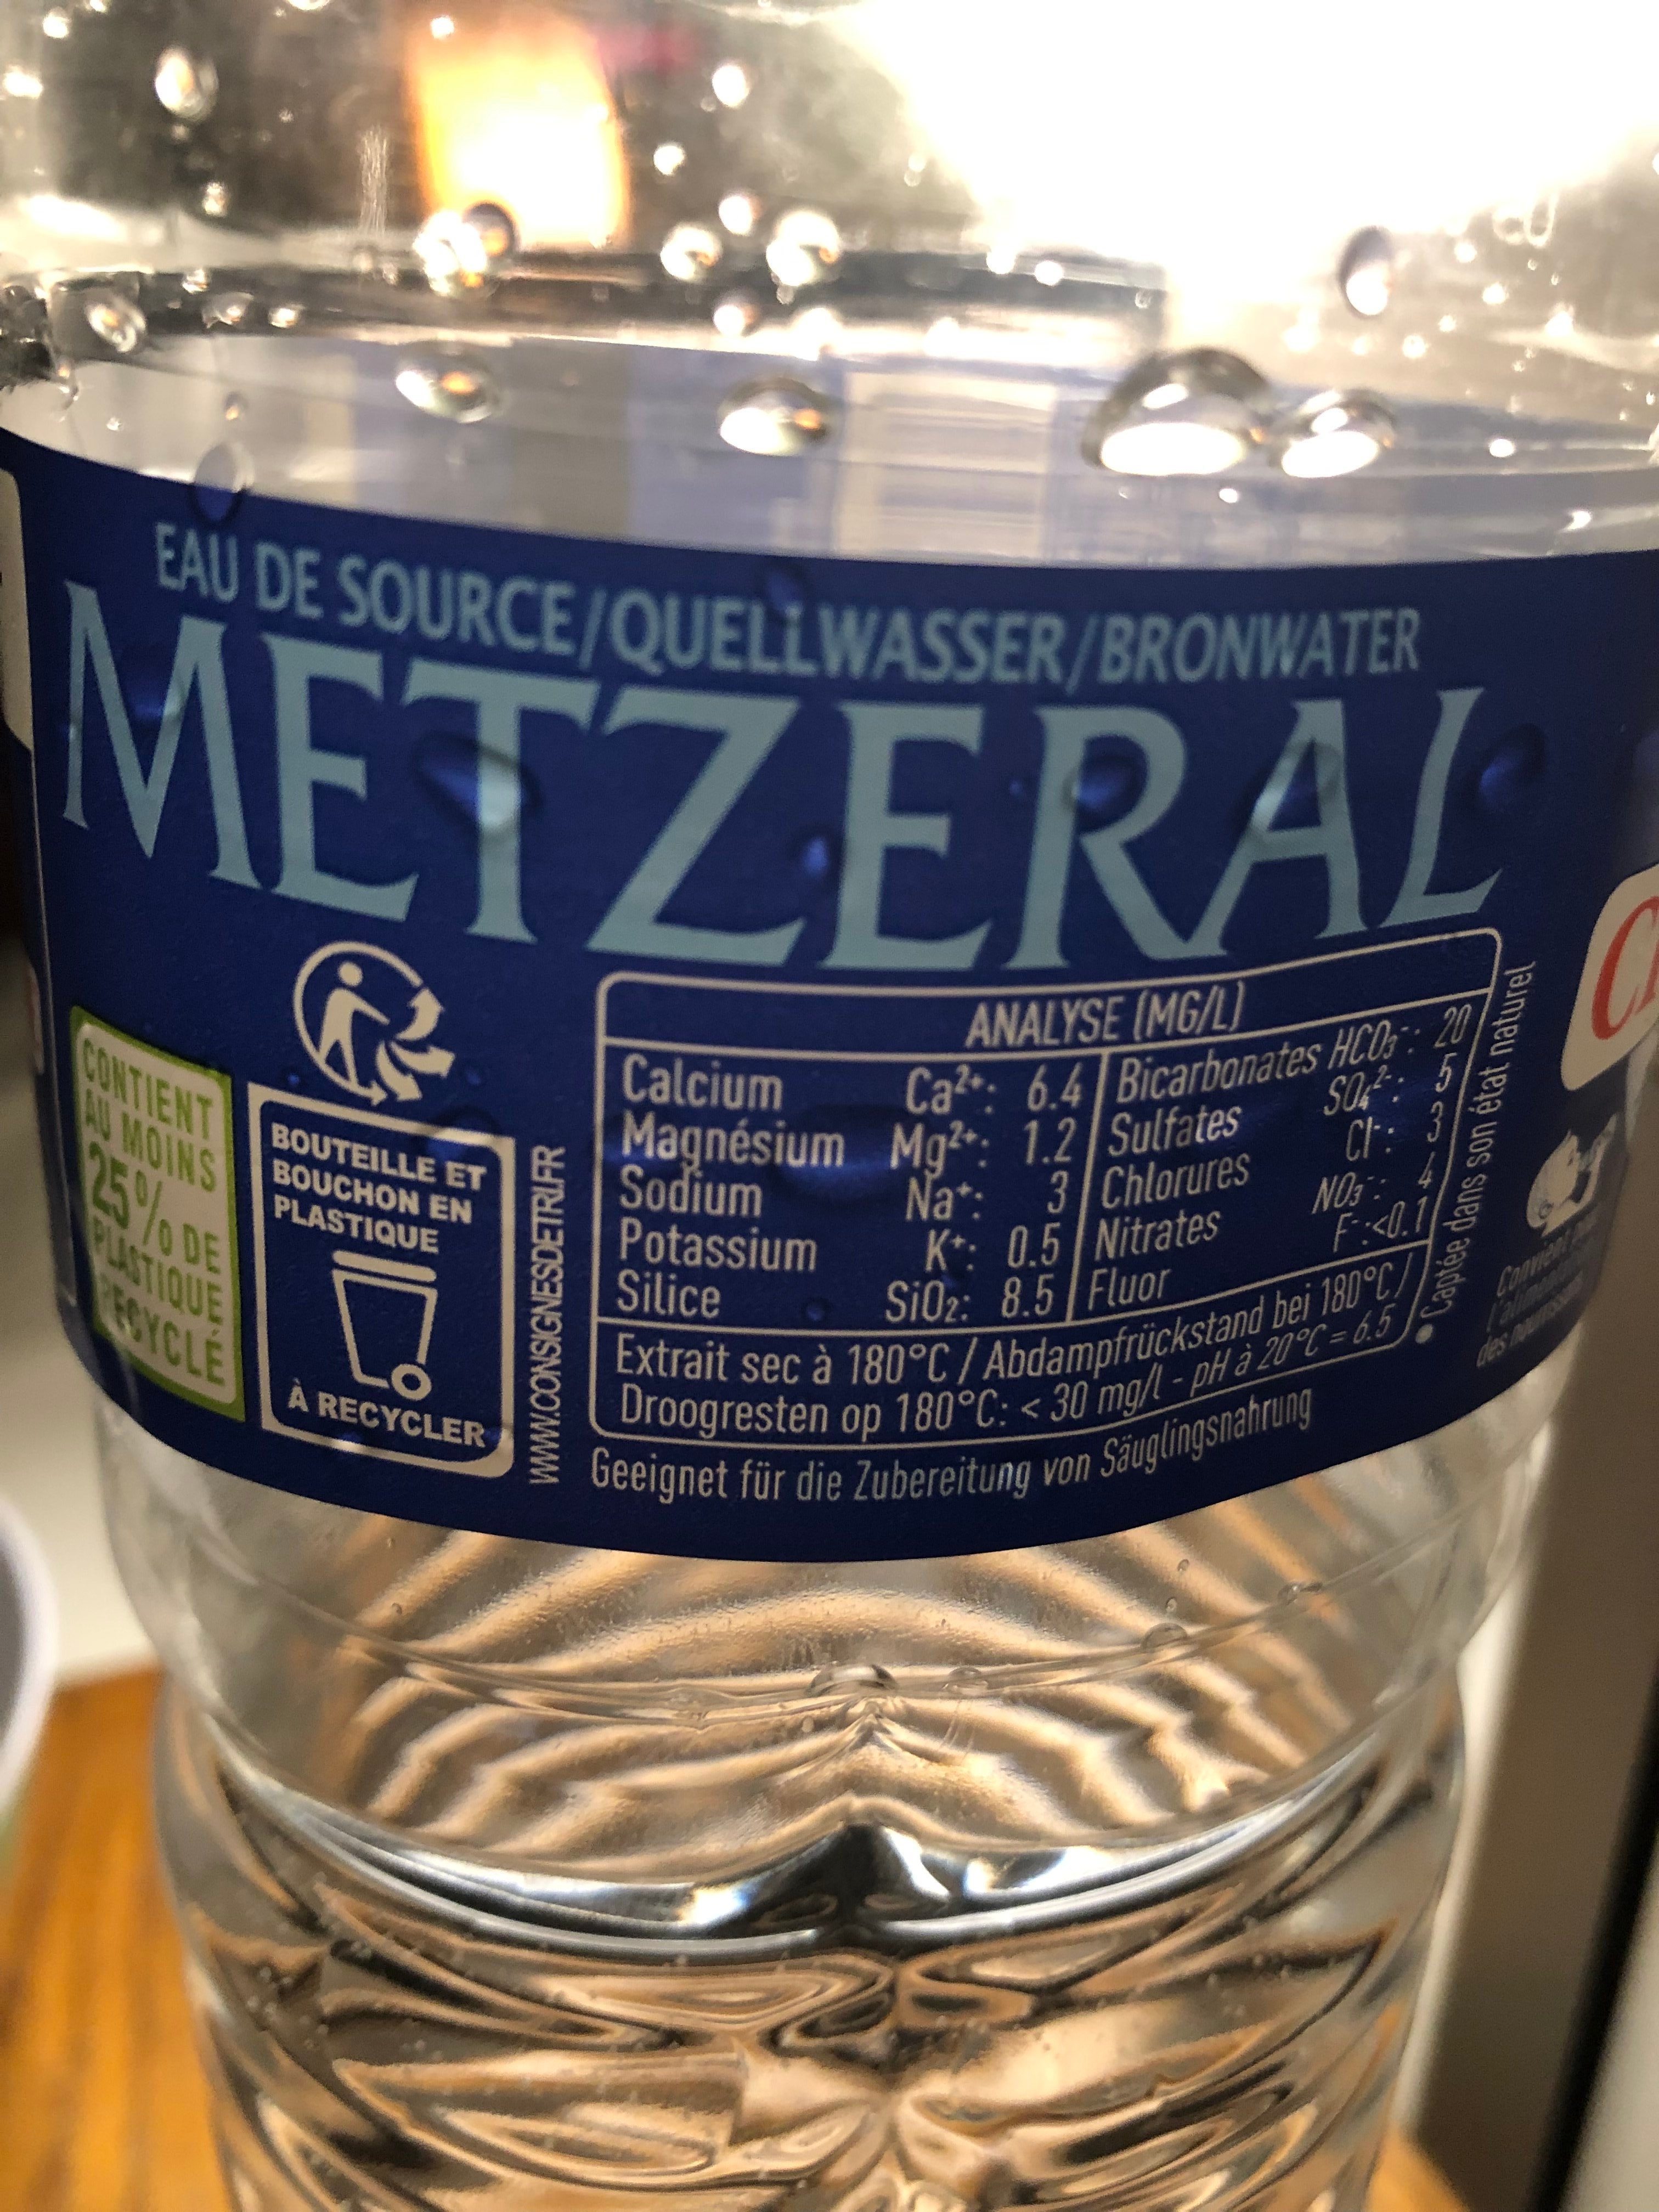 EAU DE SOURCE/QUELLWASSER/BRONWATER
METZERAL
CONTIENT
AU MOINS
25% DE
PLASTIQUE
RECYCLÉ
BOUTEILLE ET
BOUCHON EN
PLASTIQUE
À RECYCLER
WWW.CONSIGNESDETRI.FR
ANALYSE (MG/L)
Calcium Ca²⁺: 6.4 Bicarbonates HCO₃⁻: 20
Magnésium Mg²⁺: 1.2 Sulfates SO₄²⁻: 5
Sodium Na⁺: 3 Chlorures Cl⁻: 3
Potassium K⁺: 0.5 Nitrates NO₃⁻: 4
Silice SiO₂: 8.5 Fluor F⁻:<0.1
Extrait sec à 180°C / Abdampfrückstand bei 180°C/
Droogresten op 180°C: < 30 mg/l - pH à 20°C = 6.5
Geeignet für die Zubereitung von Säuglingsnahrung
• Captée dans son état naturel
Convient
des